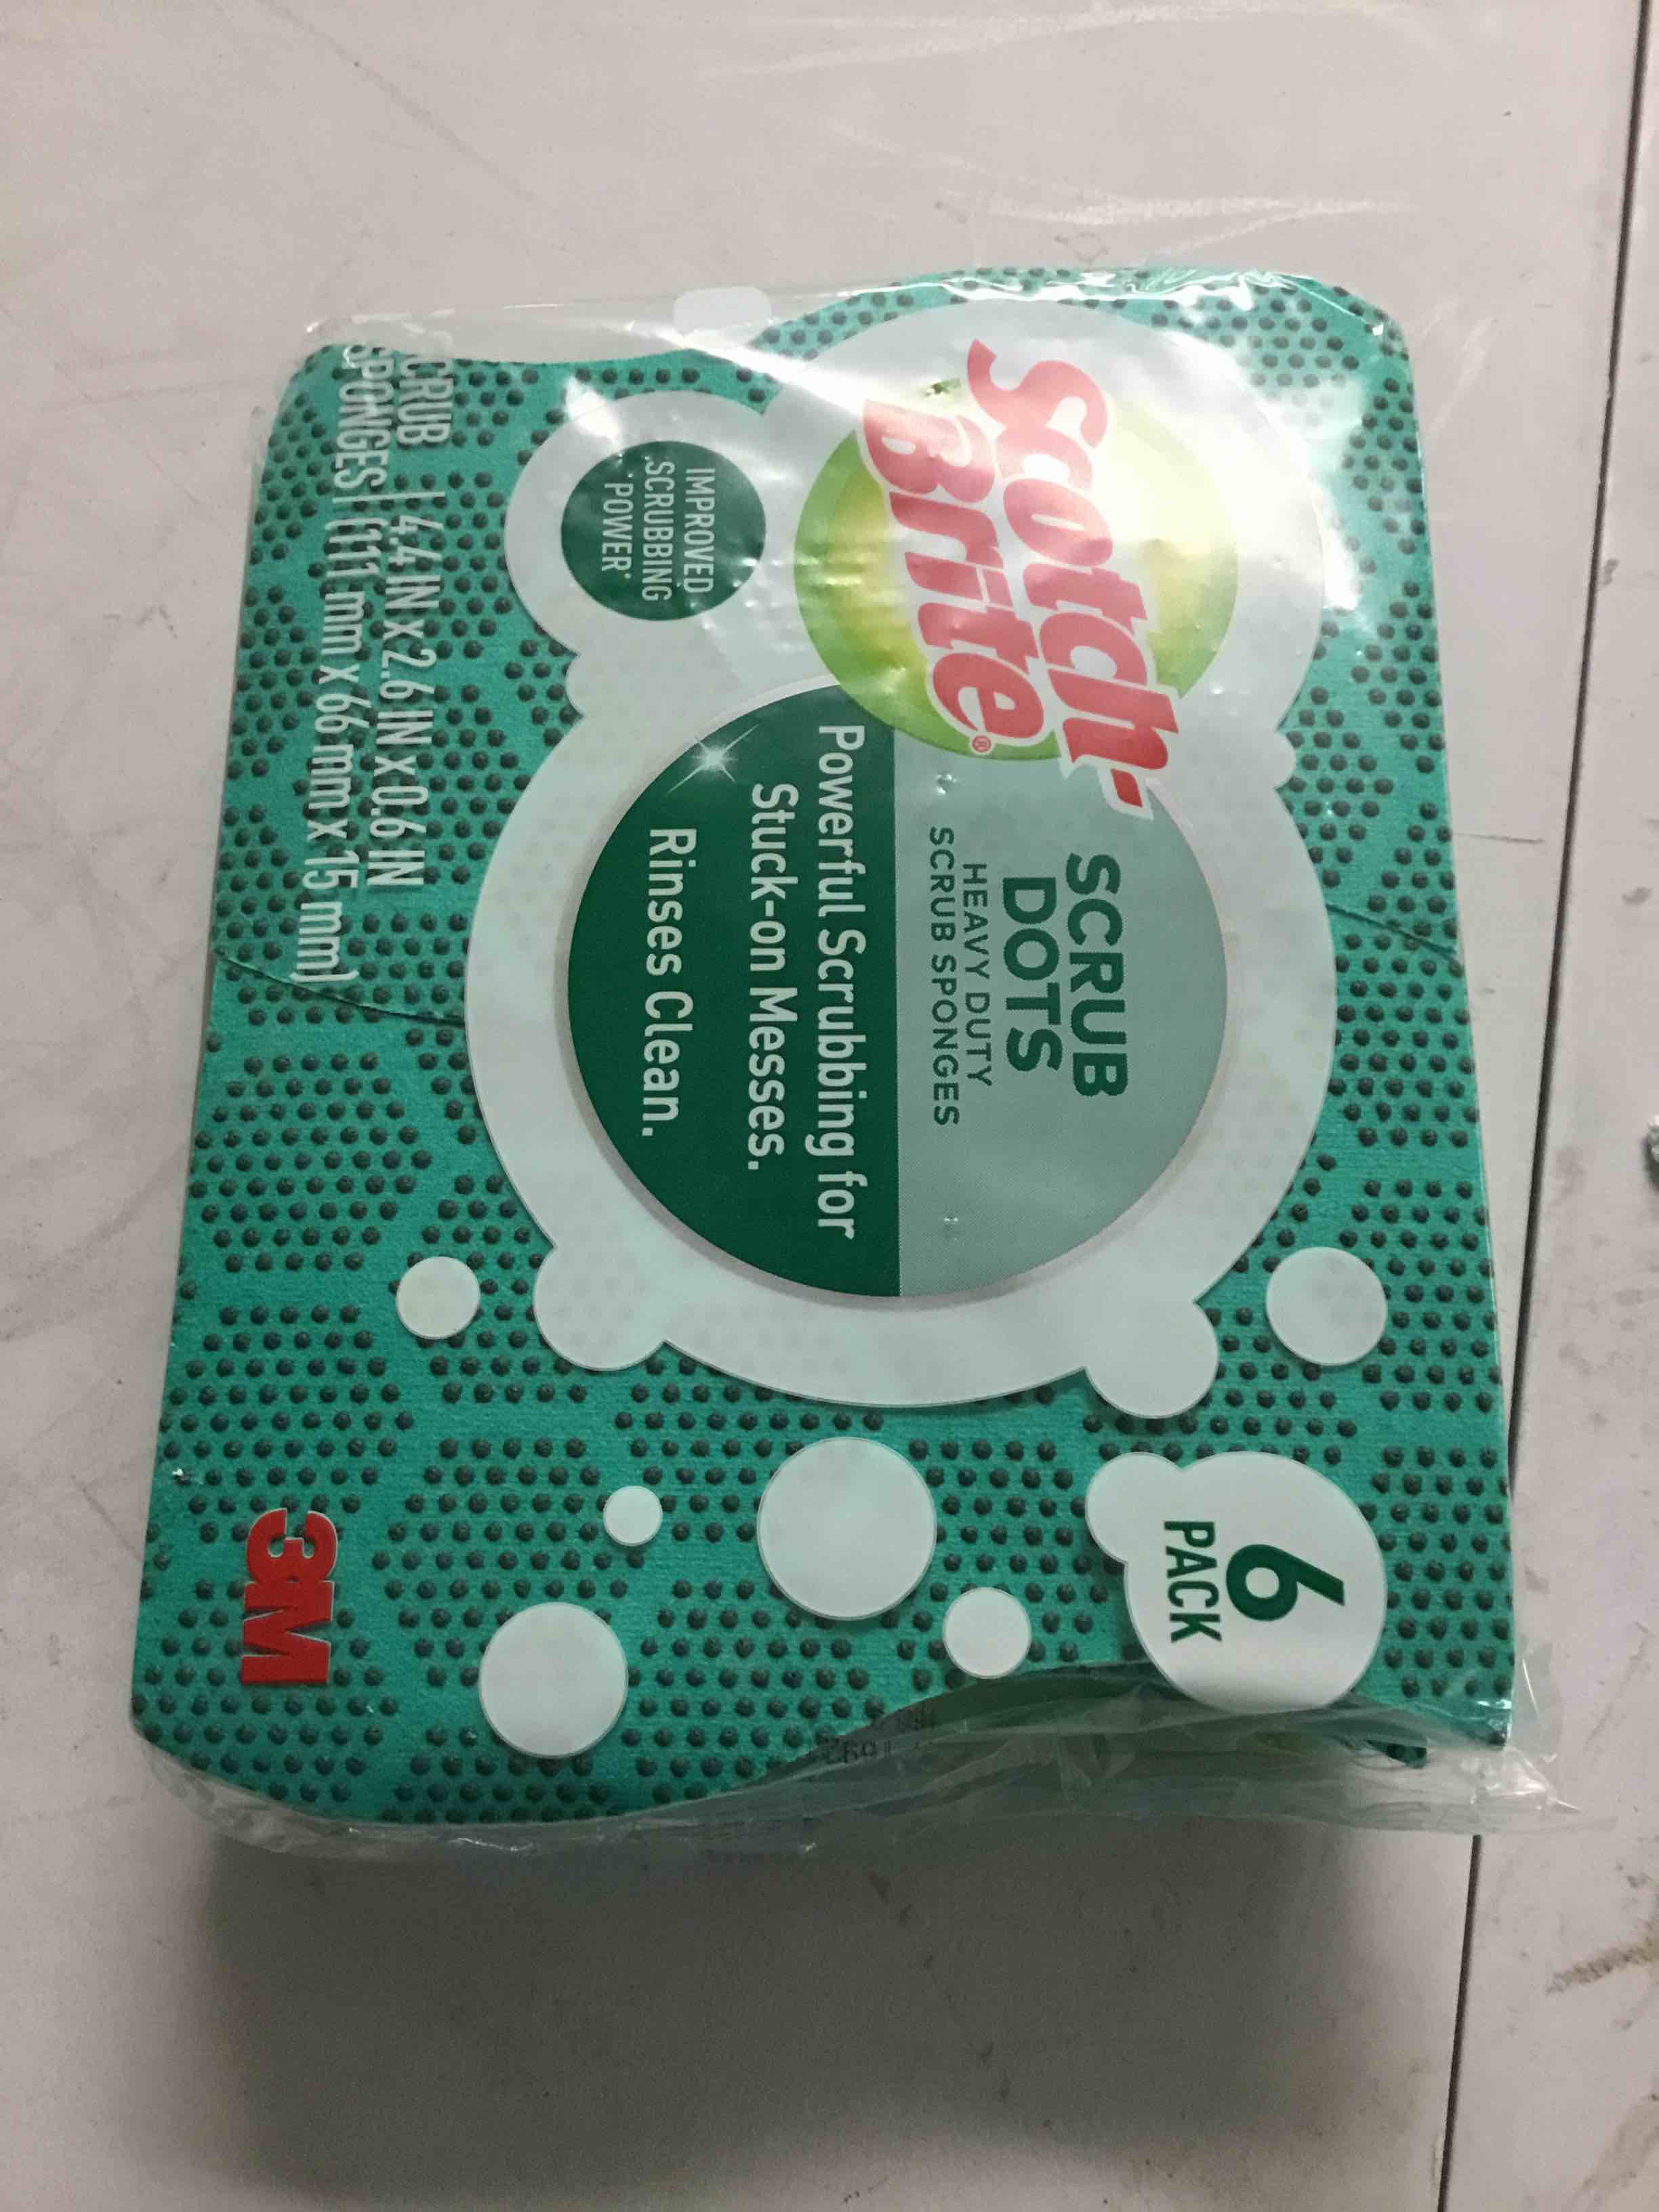 Scotch-
Brite®
IMPROVED
SCRUBBING
POWER*
SCRUB
DOTS
HEAVY DUTY
SCRUB SPONGES
Powerful Scrubbing for
Stuck-on Messes.
Rinses Clean.
6
PACK
SCRUB
SPONGES
4.4 IN x 2.6 IN x 0.6 IN
(111 mm x 66 mm x 15 mm)
3M